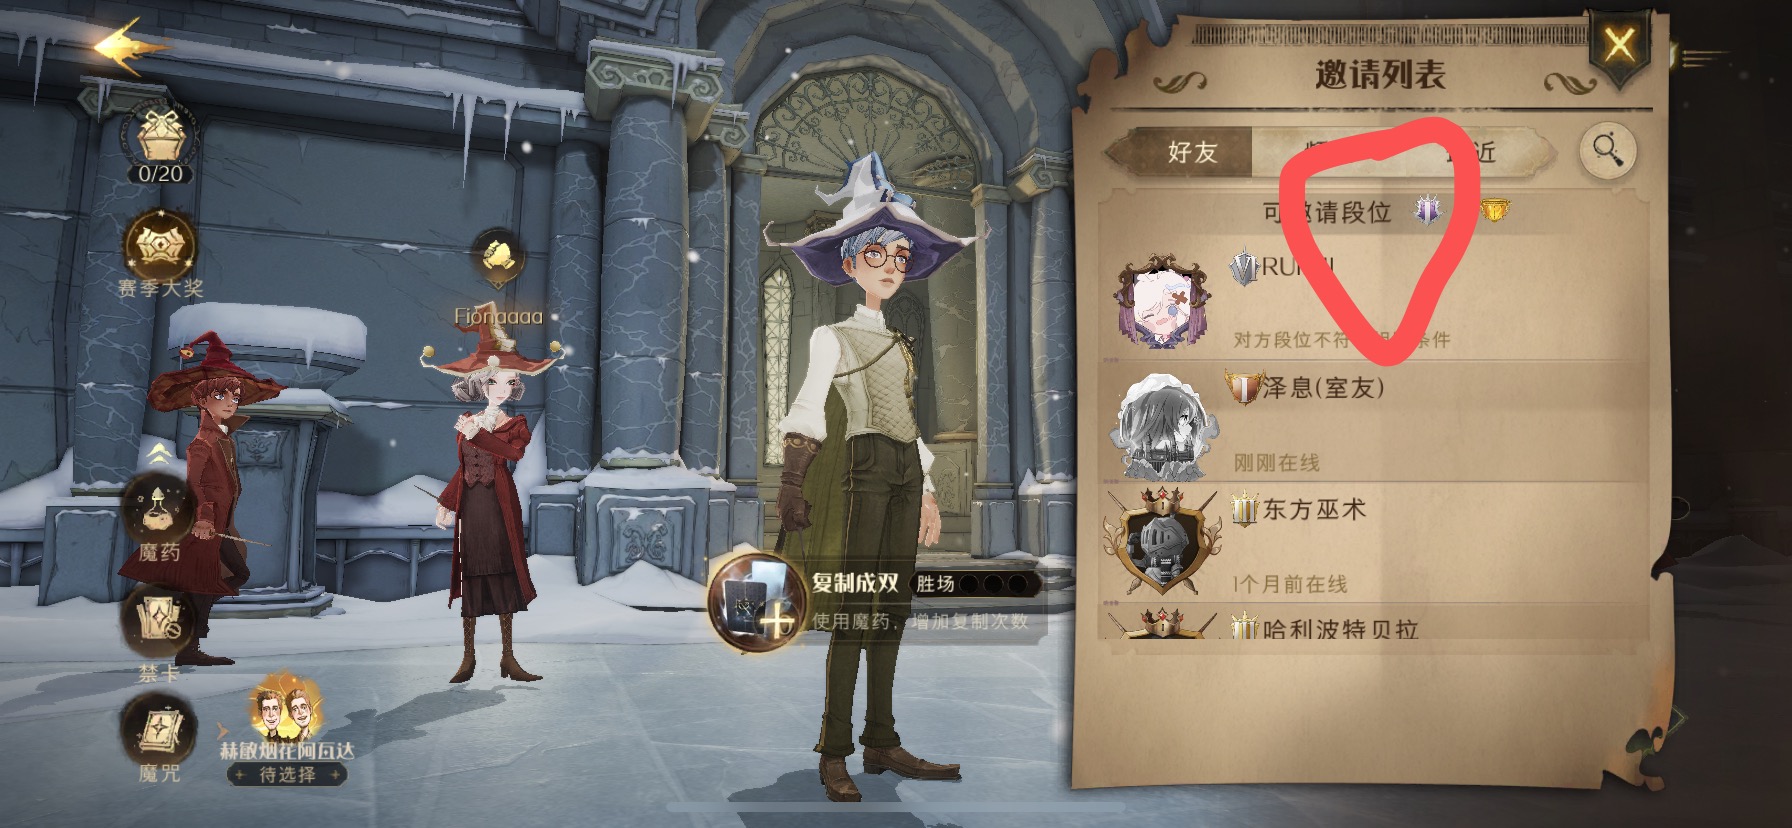 邀请列表
好友
近
0/20
可邀请段位
赛季大奖
RU
Fionaaaa
对方段位不符
条件
泽息(室友)
刚刚在线
东方巫术
魔药
复制成双 胜场
1个月前在线
使用魔药，增加复制次数
哈利波特贝拉
禁卡
赫敏烟花阿瓦达
魔咒
待选择